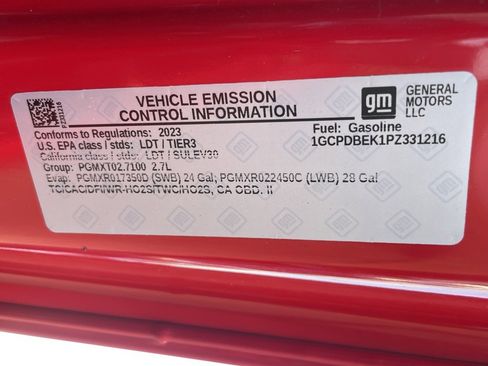 PZ331216
VEHICLE EMISSION
CONTROL INFORMATION
gm
GENERAL
MOTORS
LLC
Conforms to Regulations: 2023
Fuel: Gasoline
U.S. EPA class / stds: LDT / TIER3
1GCPDBEK1PZ331216
California class / stds: LDT / SULEV30
Group: PGMXT02.7100 2.7L
Evap: PGMXR017350D (SWB) 24 Gal; PGMXR022450C (LWB) 28 Gal
TC/CAC/DFI/WR-HO2S/TWC/HO2S, CA OBD. II